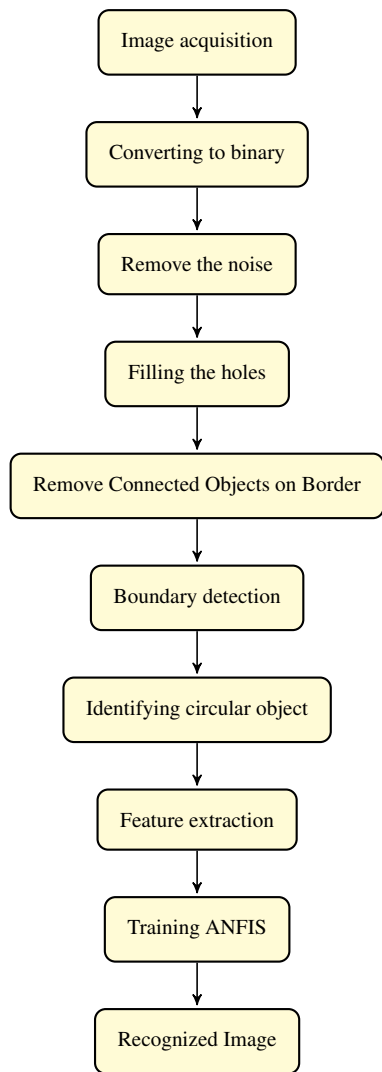 Image acquisition
Converting to binary
Remove the noise
Filling the holes
Remove Connected Objects on Border
Boundary detection
Identifying circular object
Feature extraction
Training ANFIS
Recognized Image